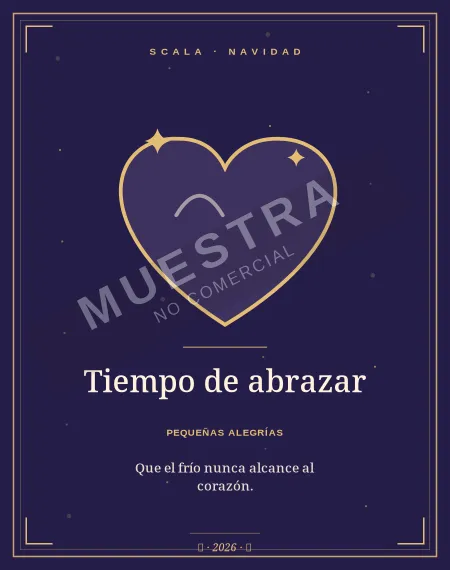 SCALA · NAVIDAD
MUESTRA
NO COMERCIAL
Tiempo de abrazar
PEQUEÑAS ALEGRÍAS
Que el frío nunca alcance al
corazón.
· 2026 ·